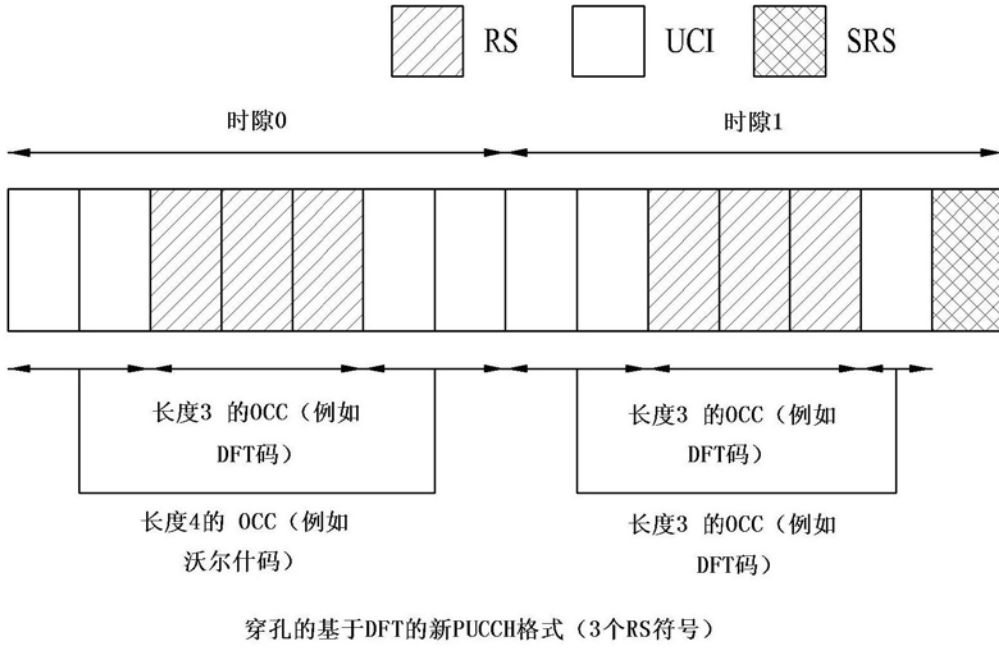 RS
UCI
SRS
时隙0
时隙1
长度3 的OCC（例如
DFT码）
长度4的 OCC（例如
沃尔什码）
长度3 的OCC（例如
DFT码）
长度3 的OCC（例如
DFT码）
穿孔的基于DFT的新PUCCH格式（3个RS符号）